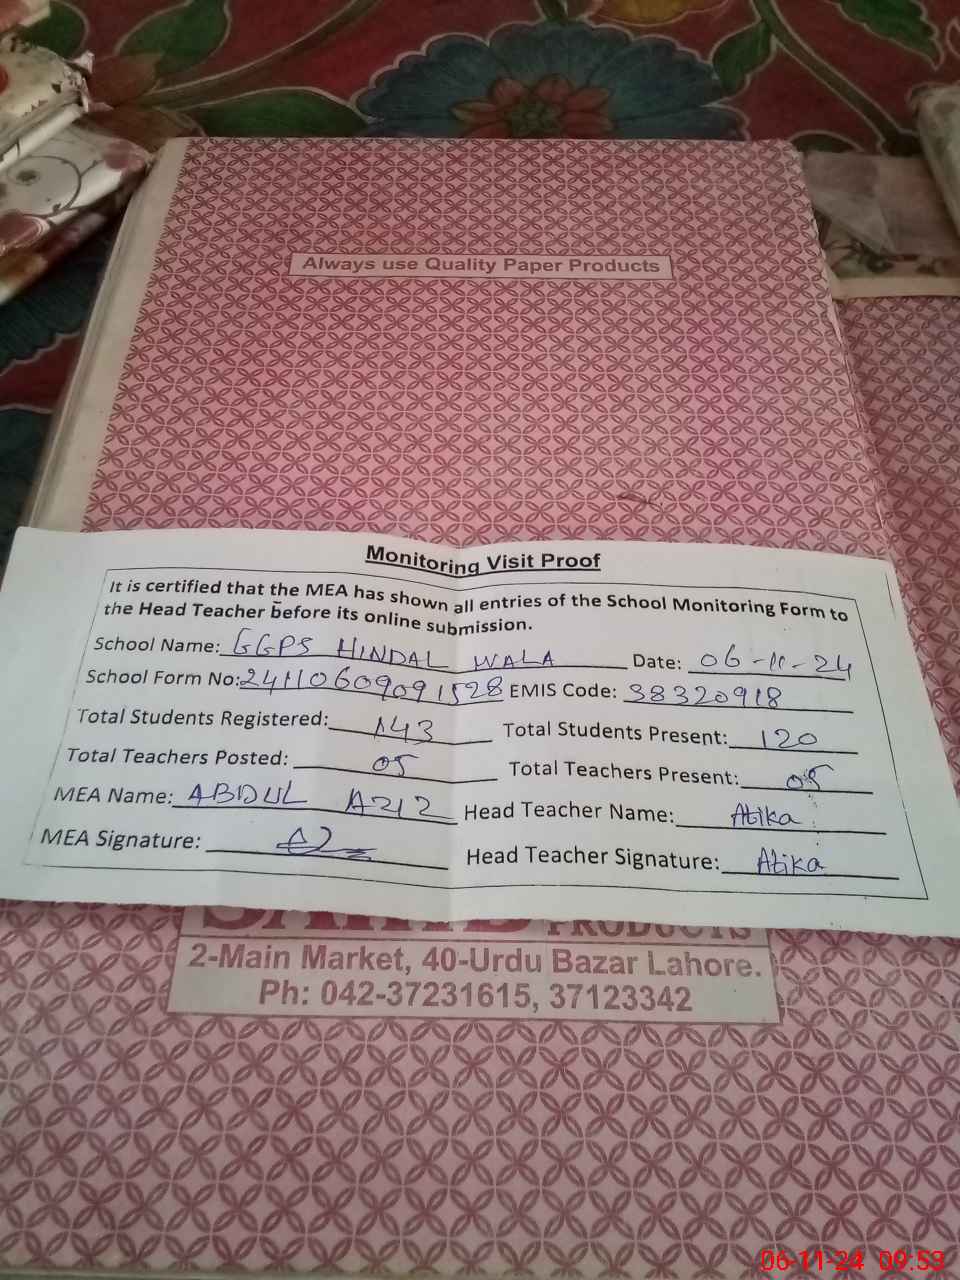 Always use Quality Paper Products
Monitoring Visit Proof
It is certified that the MEA has shown all entries of the School Monitoring Form to
the Head Teacher before its online submission.
School Name: GGPS HINDAL WALA Date: 06-11-24
School Form No: 24110609091528 EMIS Code: 38320918
Total Students Registered: 143 Total Students Present: 120
Total Teachers Posted: 05 Total Teachers Present: 05
MEA Name: ABDUL AZIZ Head Teacher Name: Atika
MEA Signature: Head Teacher Signature: Atika
PRODUCTS
2-Main Market, 40-Urdu Bazar Lahore.
Ph: 042-37231615, 37123342
06-11-24 09:53